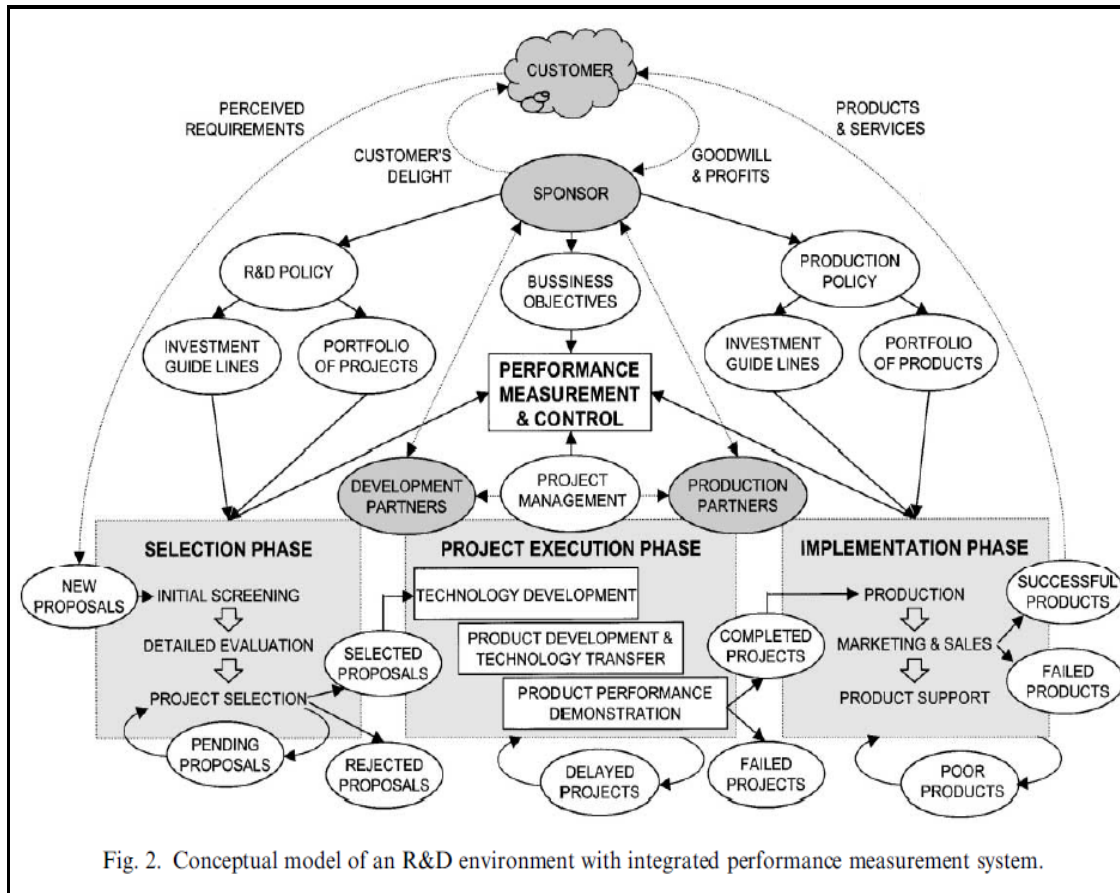 CUSTOMER
PERCEIVED
REQUIREMENTS
PRODUCTS
& SERVICES
CUSTOMER'S
DELIGHT
GOODWILL
& PROFITS
SPONSOR
R&D POLICY
BUSSINESS
OBJECTIVES
PRODUCTION
POLICY
INVESTMENT
GUIDE LINES
PORTFOLIO
OF PROJECTS
PERFORMANCE
MEASUREMENT
& CONTROL
INVESTMENT
GUIDE LINES
PORTFOLIO
OF PRODUCTS
DEVELOPMENT
PARTNERS
PROJECT
MANAGEMENT
PRODUCTION
PARTNERS
SELECTION PHASE
NEW
PROPOSALS
INITIAL SCREENING
DETAILED EVALUATION
PROJECT SELECTION
PENDING
PROPOSALS
SELECTED
PROPOSALS
REJECTED
PROPOSALS
PROJECT EXECUTION PHASE
TECHNOLOGY DEVELOPMENT
PRODUCT DEVELOPMENT &
TECHNOLOGY TRANSFER
PRODUCT PERFORMANCE
DEMONSTRATION
DELAYED
PROJECTS
COMPLETED
PROJECTS
FAILED
PROJECTS
IMPLEMENTATION PHASE
PRODUCTION
MARKETING & SALES
PRODUCT SUPPORT
SUCCESSFUL
PRODUCTS
FAILED
PRODUCTS
POOR
PRODUCTS
Fig. 2. Conceptual model of an R&D environment with integrated performance measurement system.